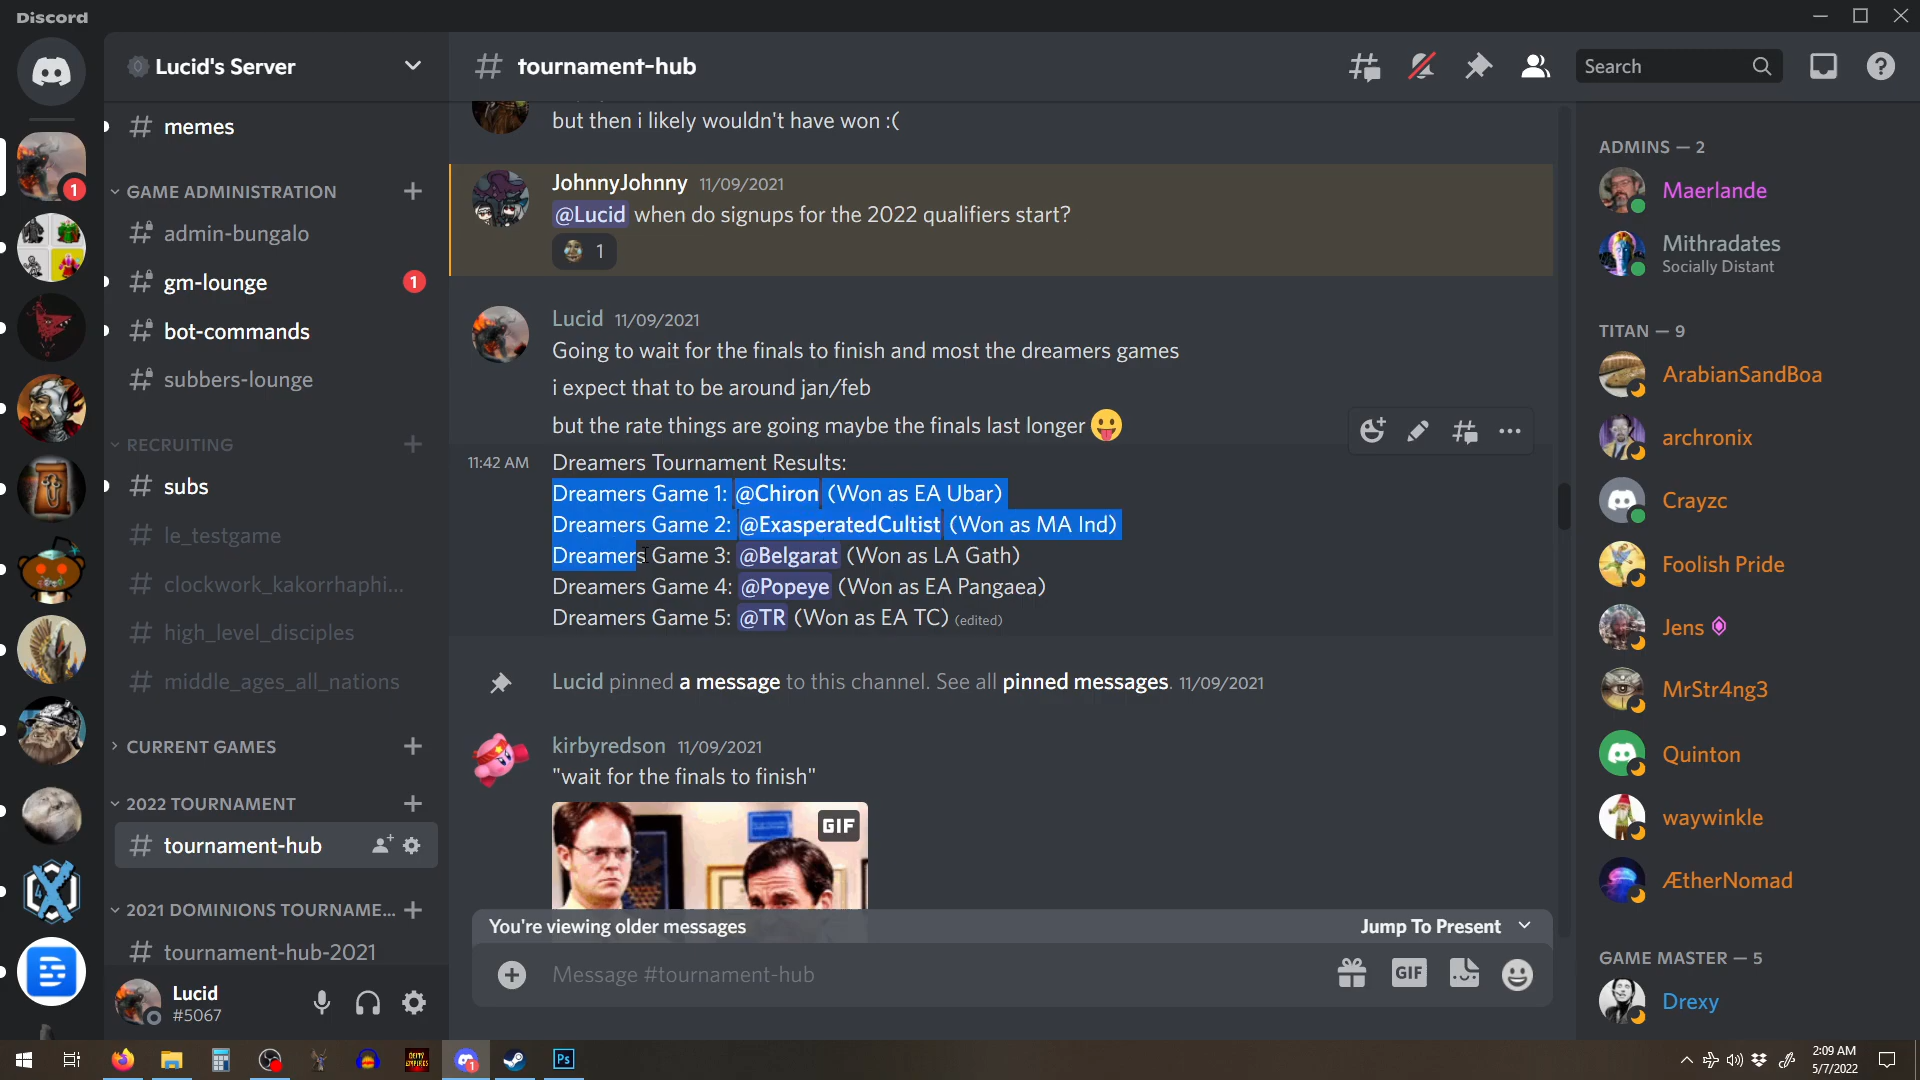 Discord
Lucid's Server
memes
GAME ADMINISTRATION
admin-bungalo
gm-lounge
1
bot-commands
subbers-lounge
RECRUITING
subs
le_testgame
clockwork_kakorrhaphi...
high_level_disciples
middle_ages_all_nations
CURRENT GAMES
2022 TOURNAMENT
tournament-hub
2021 DOMINIONS TOURNAME...
tournament-hub-2021
Lucid
#5067
1
tournament-hub
Search
but then i likely wouldn't have won :(
JohnnyJohnny 11/09/2021
@Lucid when do signups for the 2022 qualifiers start?
1
Lucid 11/09/2021
Going to wait for the finals to finish and most the dreamers games
i expect that to be around jan/feb
but the rate things are going maybe the finals last longer
11:42 AM Dreamers Tournament Results:
Dreamers Game 1: @Chiron (Won as EA Ubar)
Dreamers Game 2: @ExasperatedCultist (Won as MA Ind)
Dreamers Game 3: @Belgarat (Won as LA Gath)
Dreamers Game 4: @Popeye (Won as EA Pangaea)
Dreamers Game 5: @TR (Won as EA TC) (edited)
Lucid pinned a message to this channel. See all pinned messages. 11/09/2021
kirbyredson 11/09/2021
"wait for the finals to finish"
GIF
You're viewing older messages
Jump To Present
Message #tournament-hub
GIF
ADMINS — 2
Maerlande
Mithradates
Socially Distant
TITAN — 9
ArabianSandBoa
archronix
Crayzc
Foolish Pride
Jens
MrStr4ng3
Quinton
waywinkle
ÆtherNomad
GAME MASTER — 5
Drexy
1
Ps
2:09 AM
5/7/2022